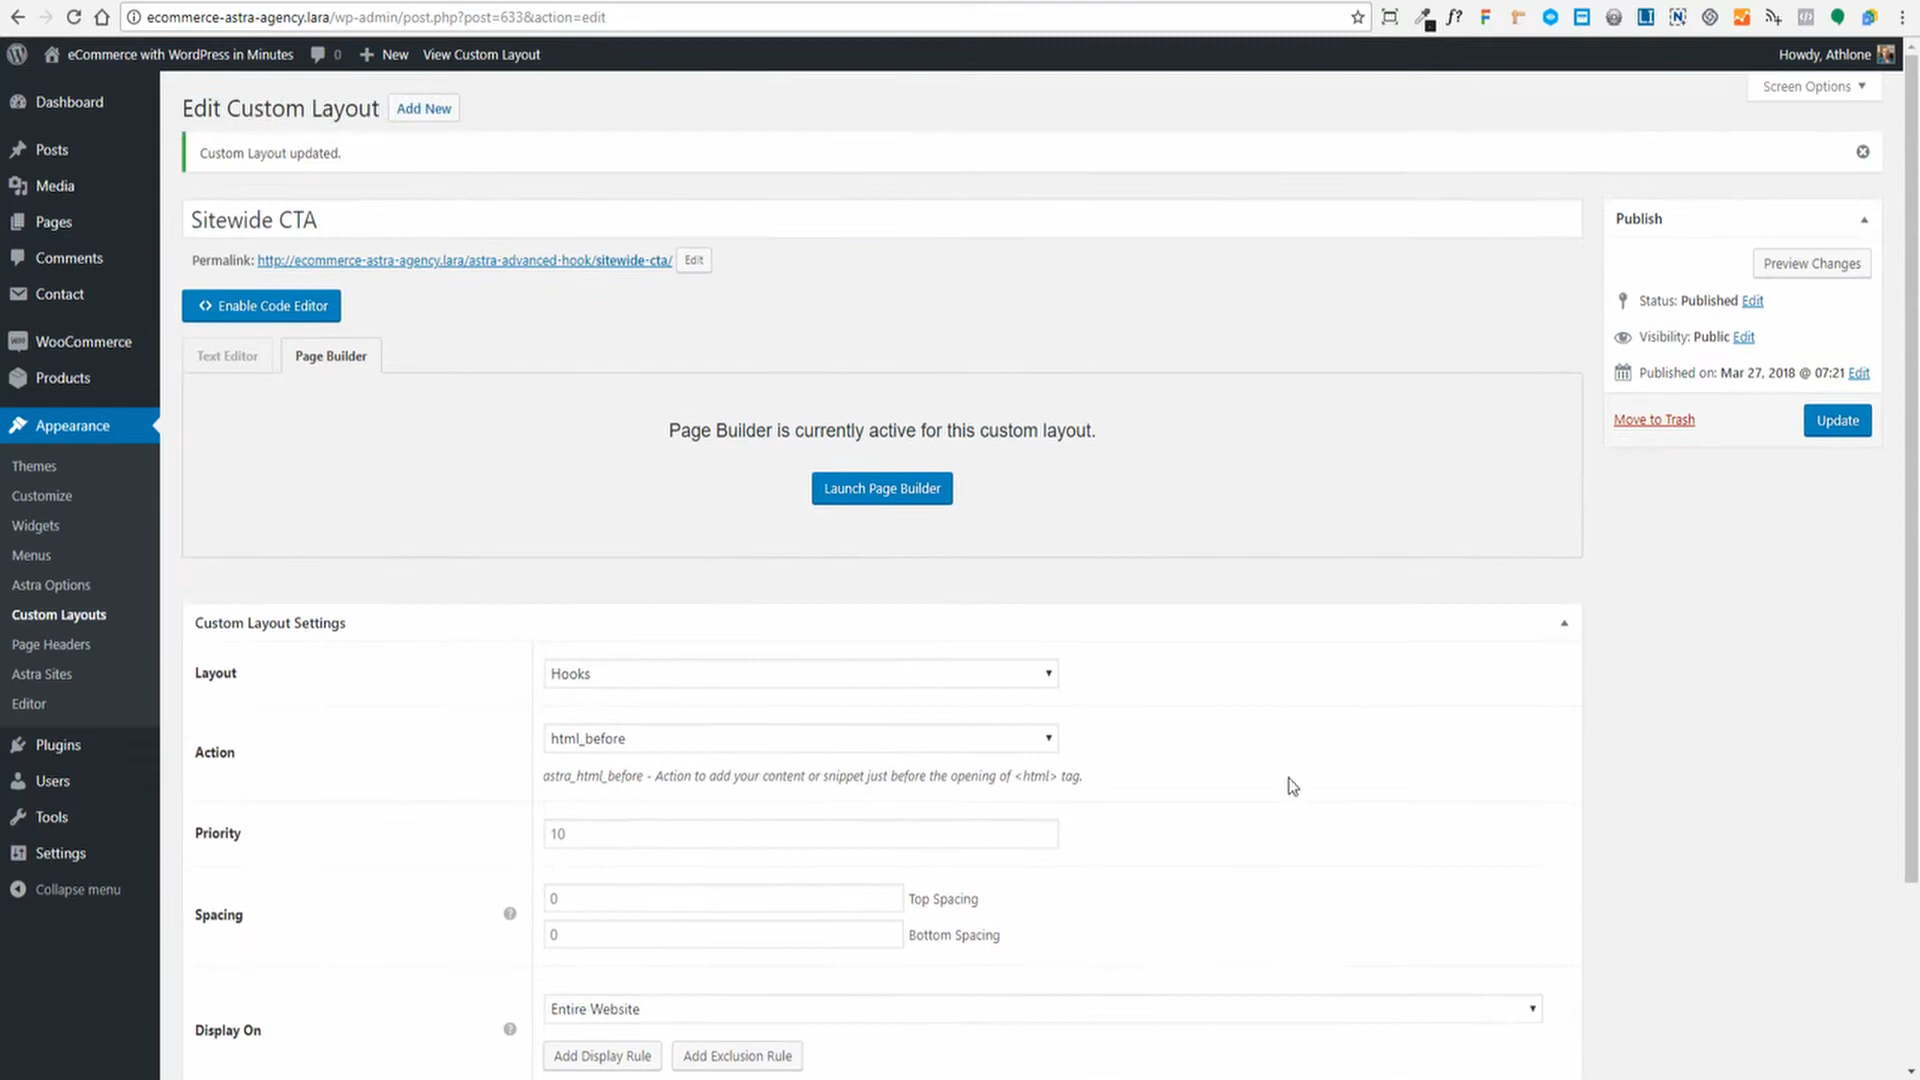 ecommerce-astra-agency.lara/wp-admin/post.php?post=633&action=edit
eCommerce with WordPress in Minutes
0
New
View Custom Layout
Howdy, Athlone
Dashboard
Posts
Media
Pages
Comments
Contact
WooCommerce
Products
Appearance
Themes
Customize
Widgets
Menus
Astra Options
Custom Layouts
Page Headers
Astra Sites
Editor
Plugins
Users
Tools
Settings
Collapse menu
Screen Options
Edit Custom Layout
Add New
Custom Layout updated.
Sitewide CTA
Permalink: http://ecommerce-astra-agency.lara/astra-advanced-hook/sitewide-cta/ Edit
<> Enable Code Editor
Text Editor
Page Builder
Page Builder is currently active for this custom layout.
Launch Page Builder
Publish
Preview Changes
Status: Published Edit
Visibility: Public Edit
Published on: Mar 27, 2018 @ 07:21 Edit
Move to Trash
Update
Custom Layout Settings
Layout
Hooks
Action
html_before
astra_html_before - Action to add your content or snippet just before the opening of <html> tag.
Priority
10
Spacing
0 Top Spacing
0 Bottom Spacing
Display On
Entire Website
Add Display Rule
Add Exclusion Rule